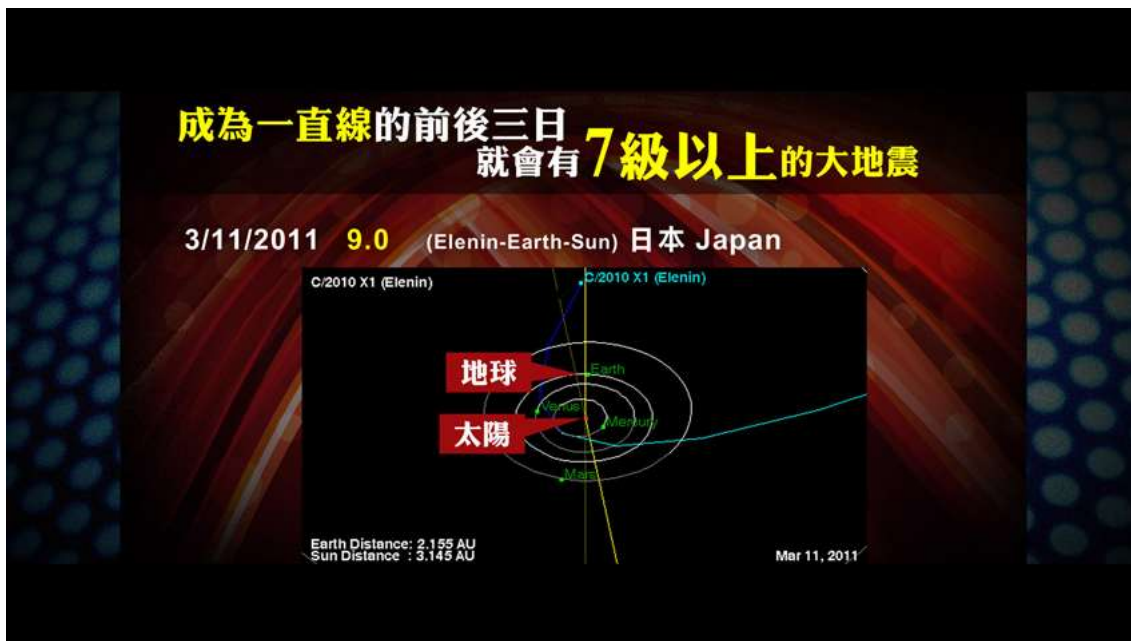 成為一直線的前後三日
就會有7級以上的大地震
3/11/2011 9.0 (Elenin-Earth-Sun) 日本 Japan
C/2010 X1 (Elenin)
C/2010 X1 (Elenin)
地球
Earth
Venus
太陽
Mercury
Mars
Earth Distance: 2.155 AU
Sun Distance : 3.145 AU
Mar 11, 2011